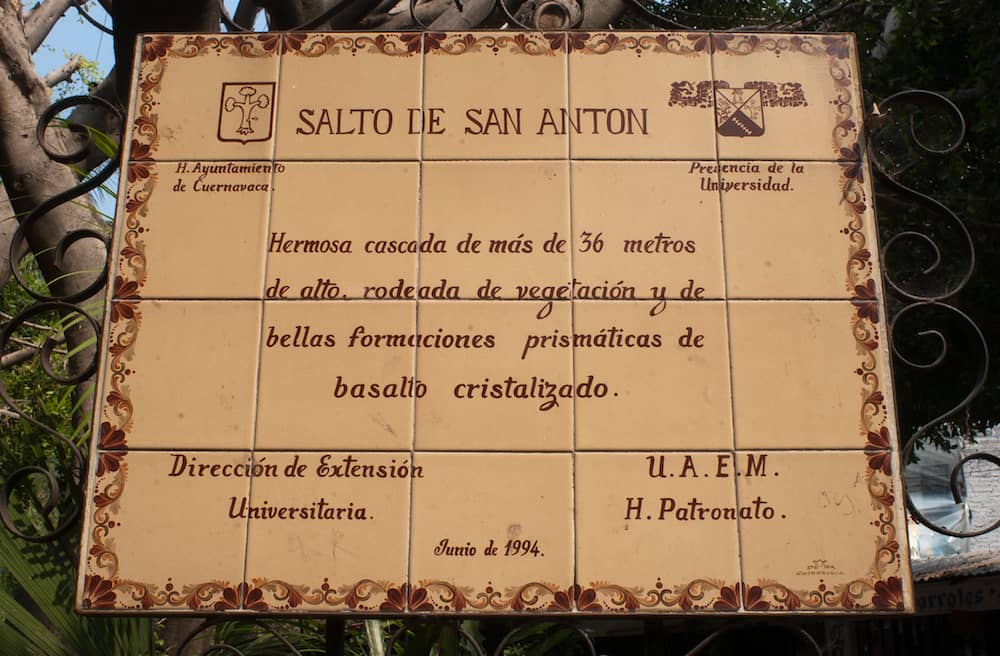 SALTO DE SAN ANTON
H. Ayuntamiento
de Cuernavaca.
Presencia de la
Universidad.
Hermosa cascada de más de 36 metros
de alto. rodeada de vegetación y de
bellas formaciones prismáticas de
basalto cristalizado.
Dirección de Extensión
Universitaria.
U.A.E.M.
H. Patronato.
Junio de 1994.